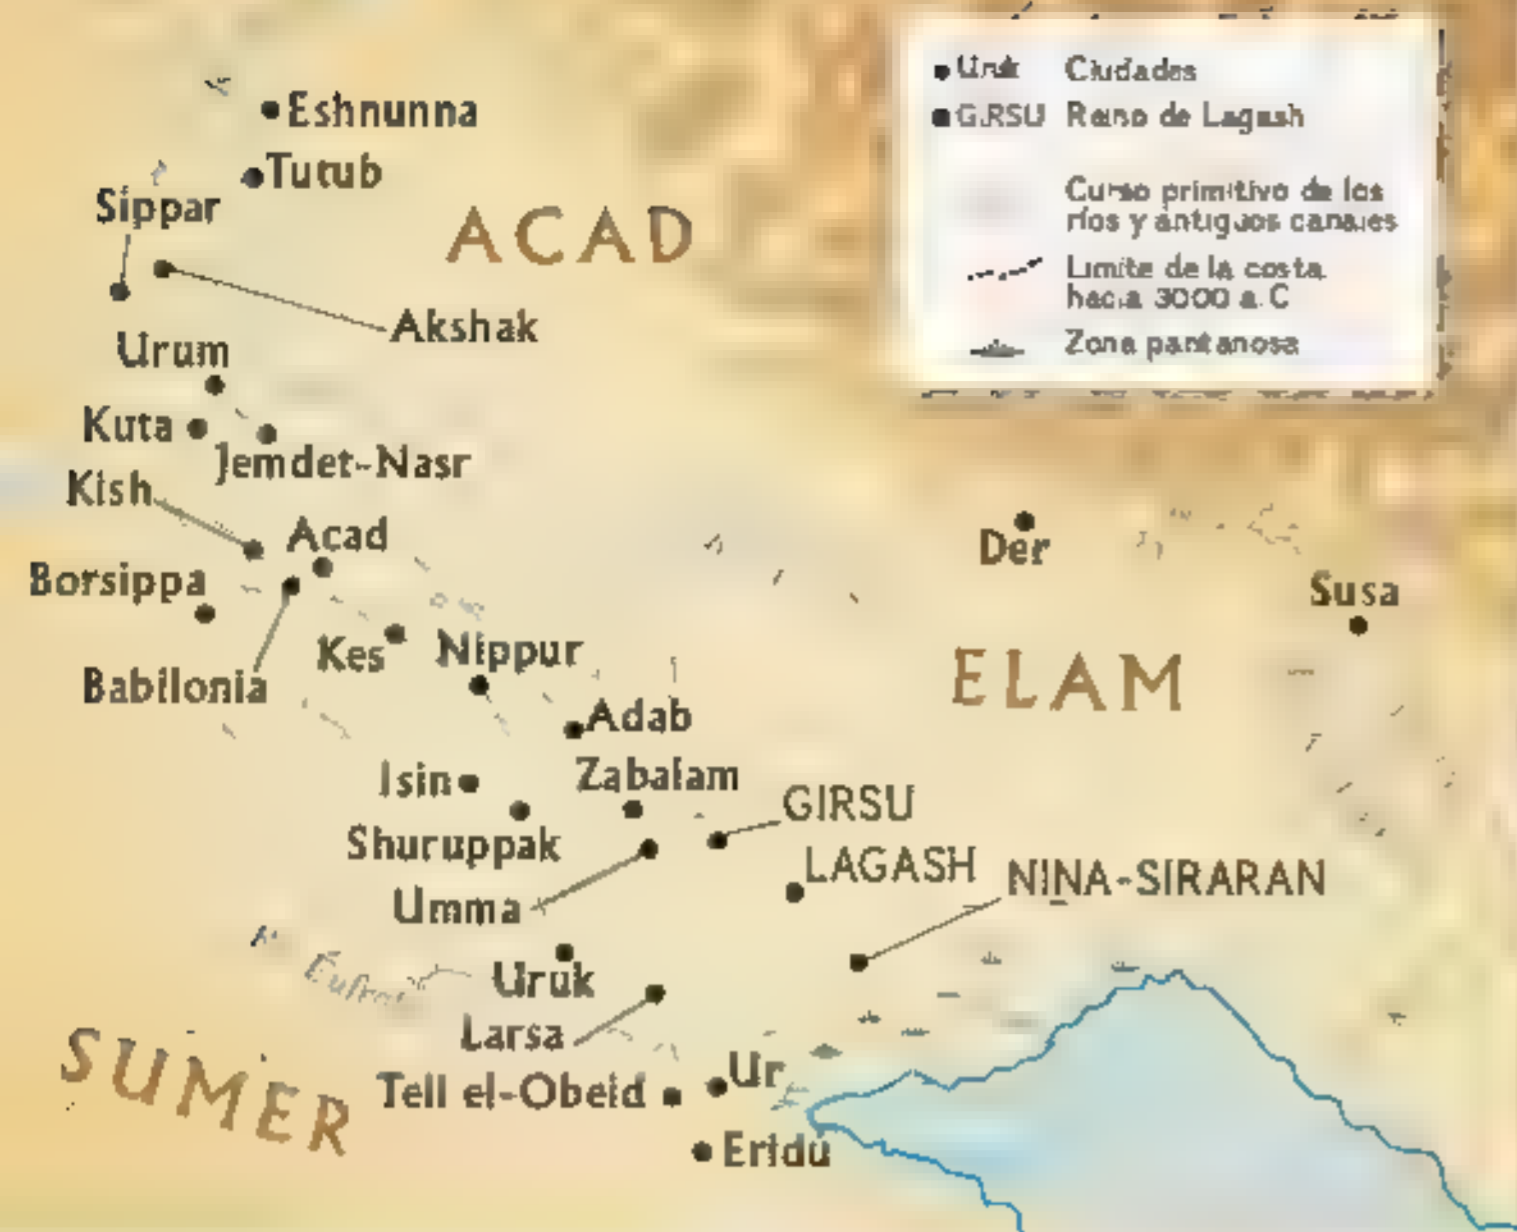 Uruk Ciudades
GIRSU Reino de Lagash
Curso primitivo de los
ríos y antiguos canales
Limite de la costa
hacia 3000 a.C
Zona pantanosa
Eshnunna
Tutub
Sippar
ACAD
Akshak
Urum
Kuta
Jemdet-Nasr
Kish
Acad
Der
Borsippa
Susa
Kes
Nippur
ELAM
Babilonia
Adab
Isin
Zabalam
GIRSU
Shuruppak
LAGASH
NINA-SIRARAN
Umma
Uruk
Larsa
SUMER
Ur
Tell el-Obeid
Eridu